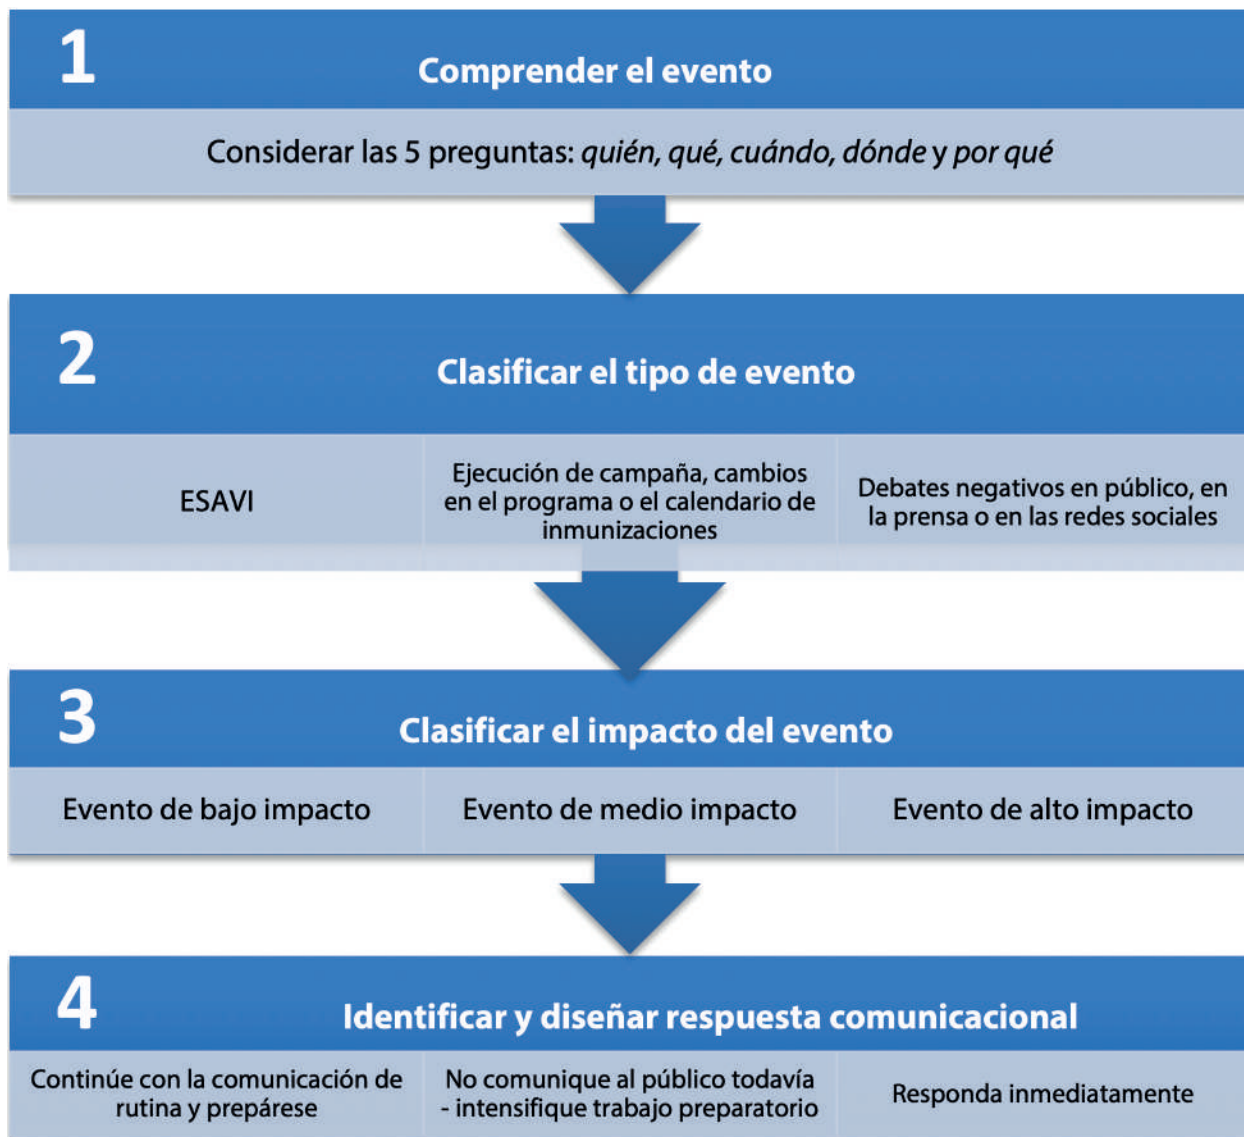 1
Comprender el evento
Considerar las 5 preguntas: quién, qué, cuándo, dónde y por qué
2
Clasificar el tipo de evento
ESAVI
Ejecución de campaña, cambios
en el programa o el calendario de
inmunizaciones
Debates negativos en público, en
la prensa o en las redes sociales
3
Clasificar el impacto del evento
Evento de bajo impacto
Evento de medio impacto
Evento de alto impacto
4
Identificar y diseñar respuesta comunicacional
Continúe con la comunicación de
rutina y prepárese
No comunique al público todavía
- intensifique trabajo preparatorio
Responda inmediatamente